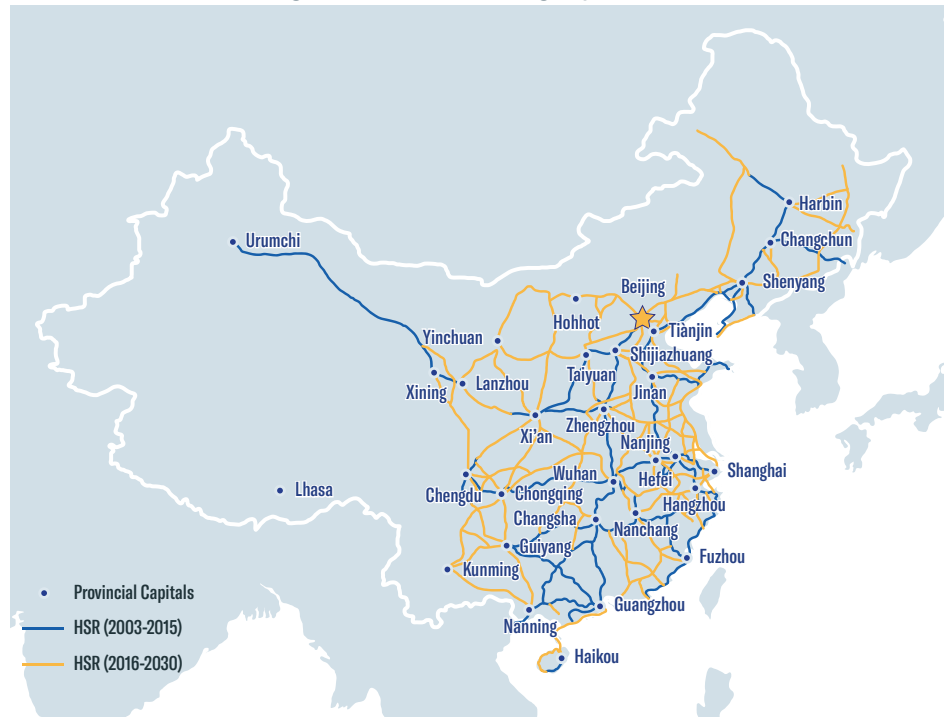 Harbin
Urumchi
Changchun
Beijing
Shenyang
Hohhot
Tiànjin
Yinchuan
Shijiazhuang
Taiyuan
Xining
Lanzhou
Jinan
Zhengzhou
Xi'an
Nanjing
Shanghai
Wuhan
Hefei
Lhasa
Chengdu
Chongqing
Hangzhou
Changsha
Nanchang
Guiyang
Fuzhou
Kunming
Provincial Capitals
Guangzhou
HSR (2003-2015)
Nanning
Haikou
HSR (2016-2030)